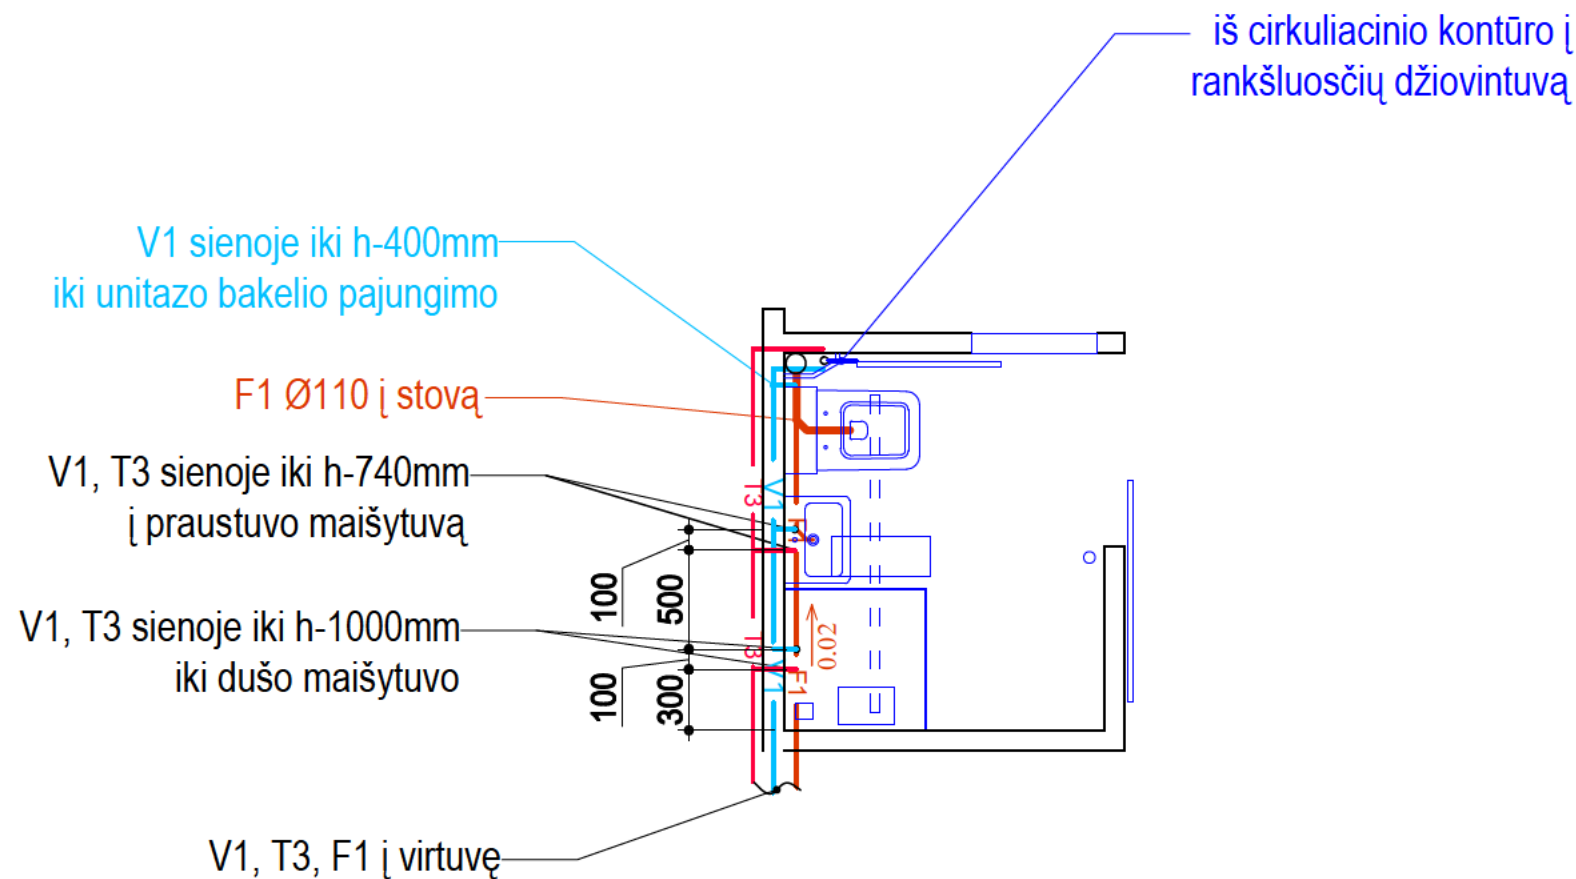 iš cirkuliacinio kontūro į
rankšluosčių džiovintuvą
V1 sienoje iki h-400mm
iki unitazo bakelio pajungimo
F1 Ø110 į stovą
V1, T3 sienoje iki h-740mm
į praustuvo maišytuvą
T3
V1
F1
100
500
V1, T3 sienoje iki h-1000mm
iki dušo maišytuvo
T3
V1
F1
0.02
100
300
V1, T3, F1 į virtuvę